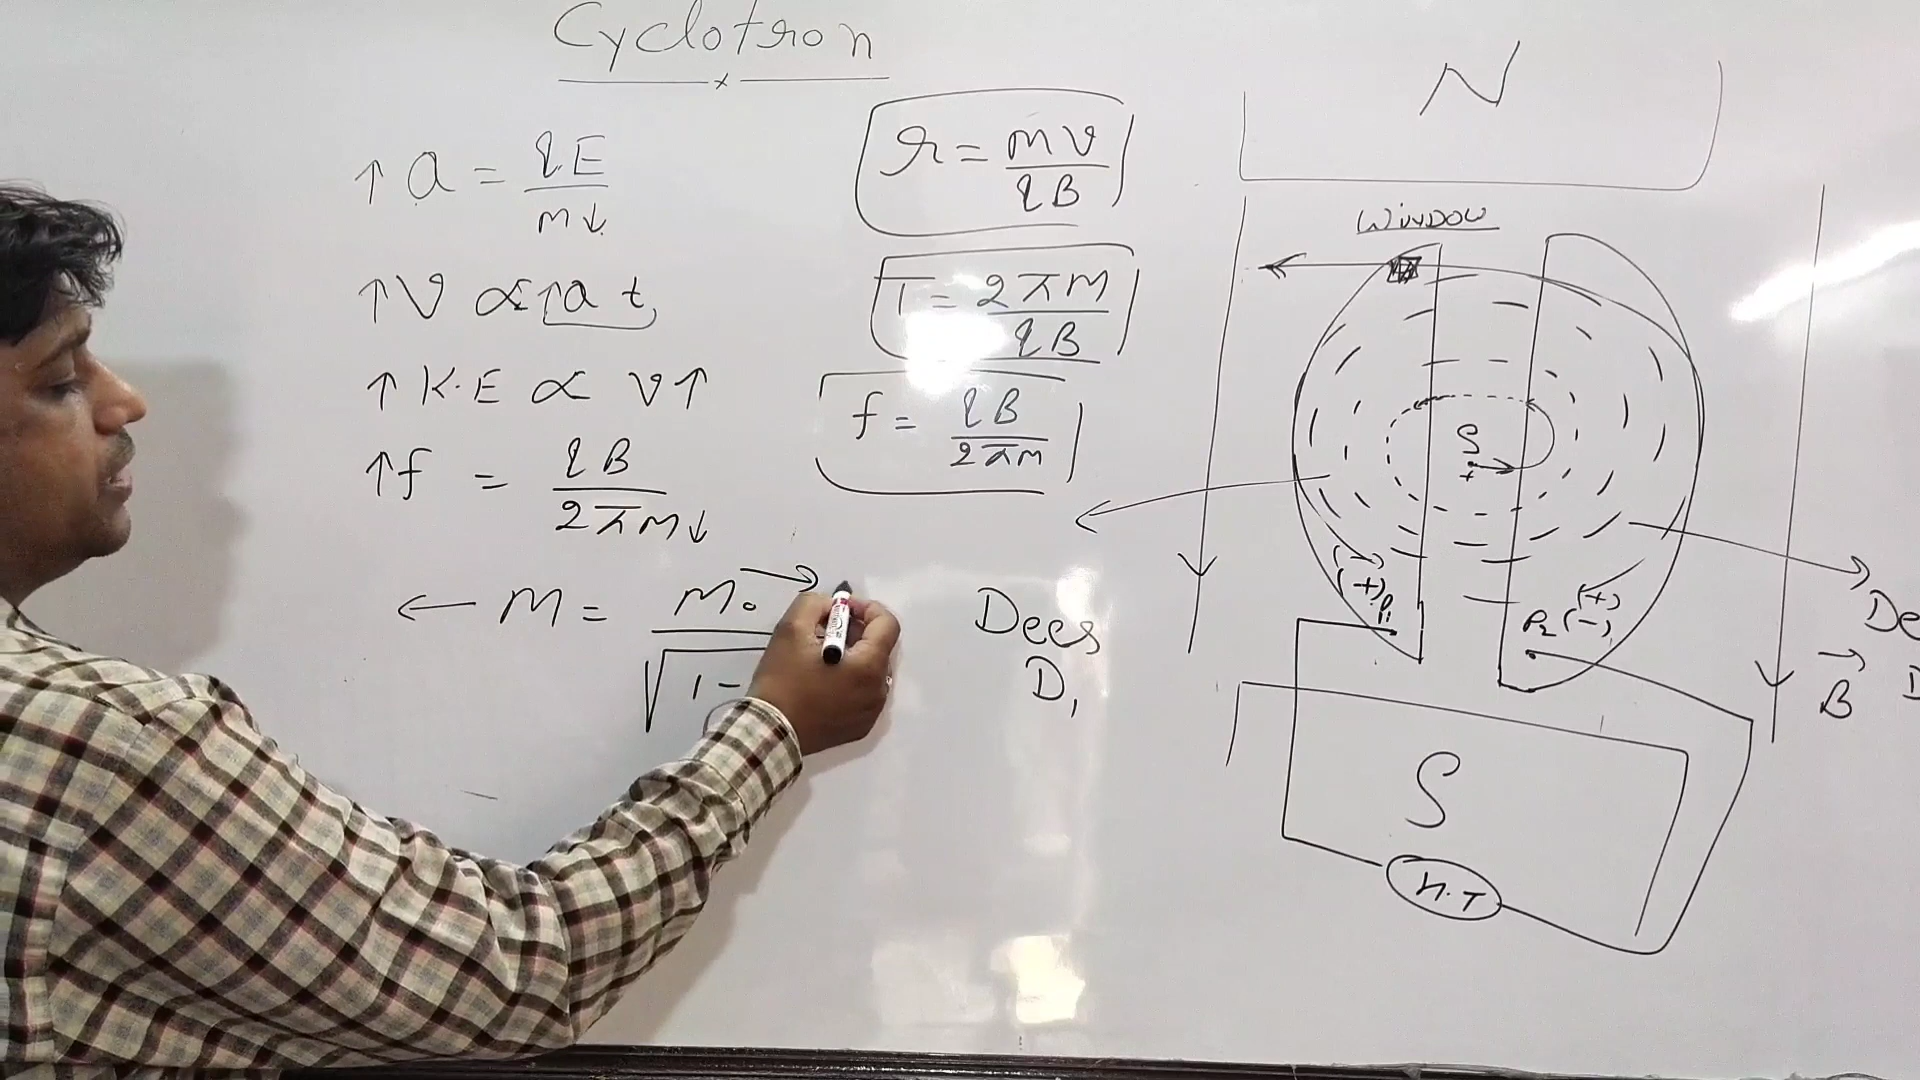 Cyclotron
↑ a = qE / m↓
↑ V ∝ ↑a t
↑ K.E ∝ v↑
↑ f = qB / 2πm↓
← m = m₀ → / √1-
r = mv / qB
T = 2πm / qB
f = qB / 2πm
Dees
D₁
N
WINDOW
S
+
(-)
(+) P₁
(+)
P₂ (-)
De
B→
S
H.T